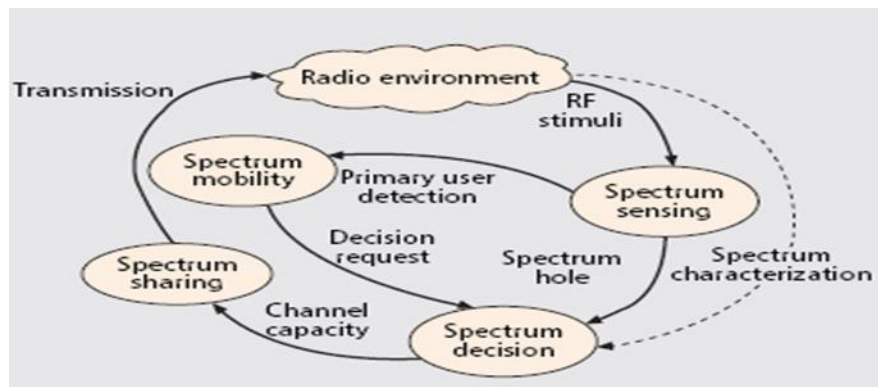 Radio environment
Transmission
RF
stimuli
Spectrum
mobility
Primary user
detection
Spectrum
sensing
Decision
request
Spectrum
hole
Spectrum
characterization
Spectrum
sharing
Channel
capacity
Spectrum
decision